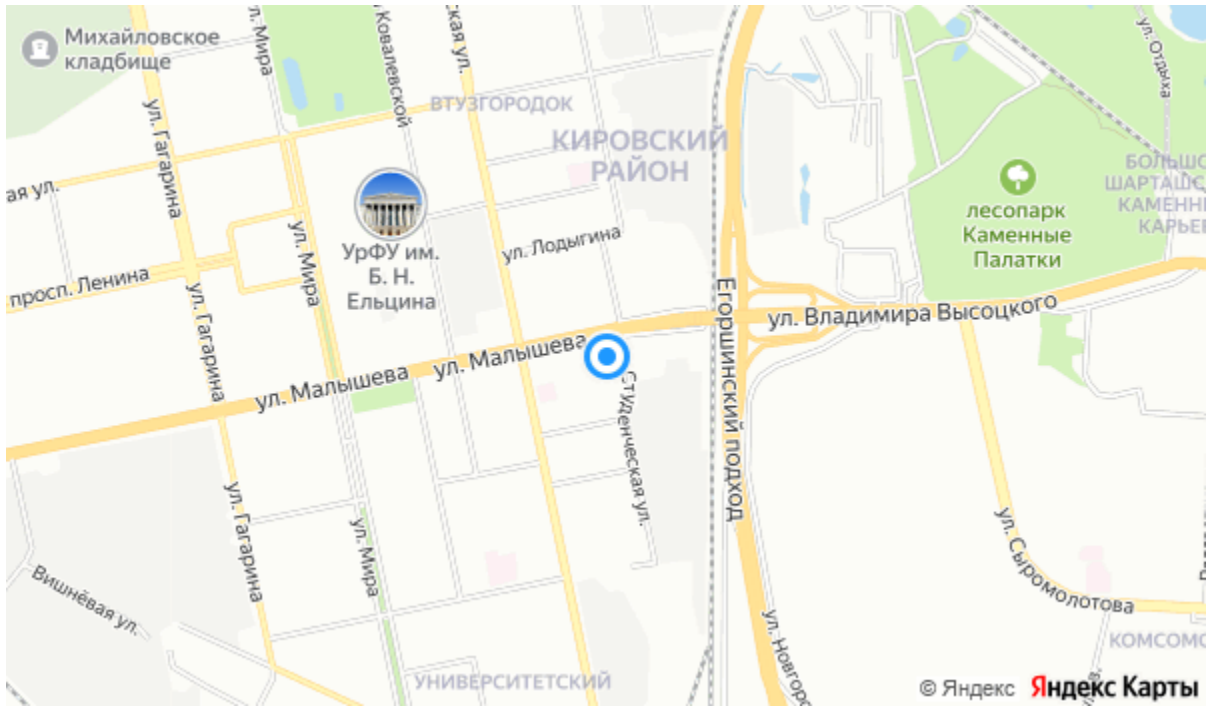 Михайловское
кладбище
ул. Мира
Ковалевской
ская ул.
ул. Отдыха
ВТУЗГОРОДОК
ул. Гагарина
КИРОВСКИЙ
РАЙОН
БОЛЬШО
ШАРТАШС
КАМЕНН
КАРЬЕ
ая ул.
лесопарк
Каменные
Палатки
ул. Мира
ул. Лодыгина
УрФУ им.
Б. Н.
Ельцина
просп. Ленина
ул. Гагарина
Егоршинский подход
ул. Владимира Высоцкого
ул. Малышева
ул. Малышева
Студенческая ул.
ул. Гагарина
ул. Мира
ул. Сыромолотова
Вишнёвая ул.
ул. Новгоро
КОМСОМО
УНИВЕРСИТЕТСКИЙ
© Яндекс Яндекс Карты